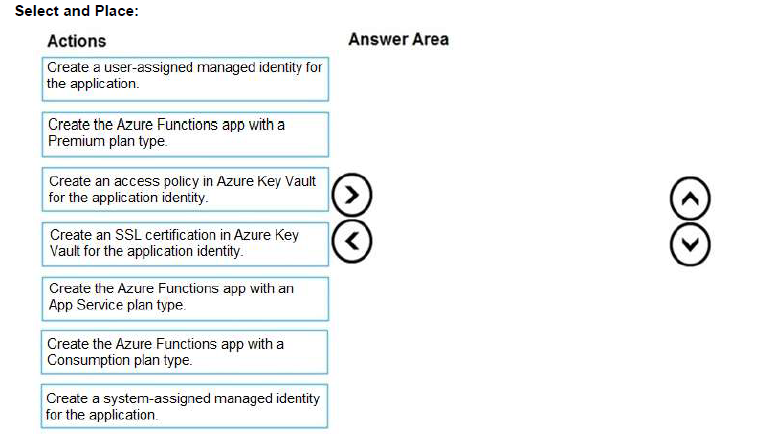 Select and Place:
Actions
Answer Area
Create a user-assigned managed identity for
the application.
Create the Azure Functions app with a
Premium plan type.
Create an access policy in Azure Key Vault
for the application identity.
Create an SSL certification in Azure Key
Vault for the application identity.
Create the Azure Functions app with an
App Service plan type.
Create the Azure Functions app with a
Consumption plan type.
Create a system-assigned managed identity
for the application.